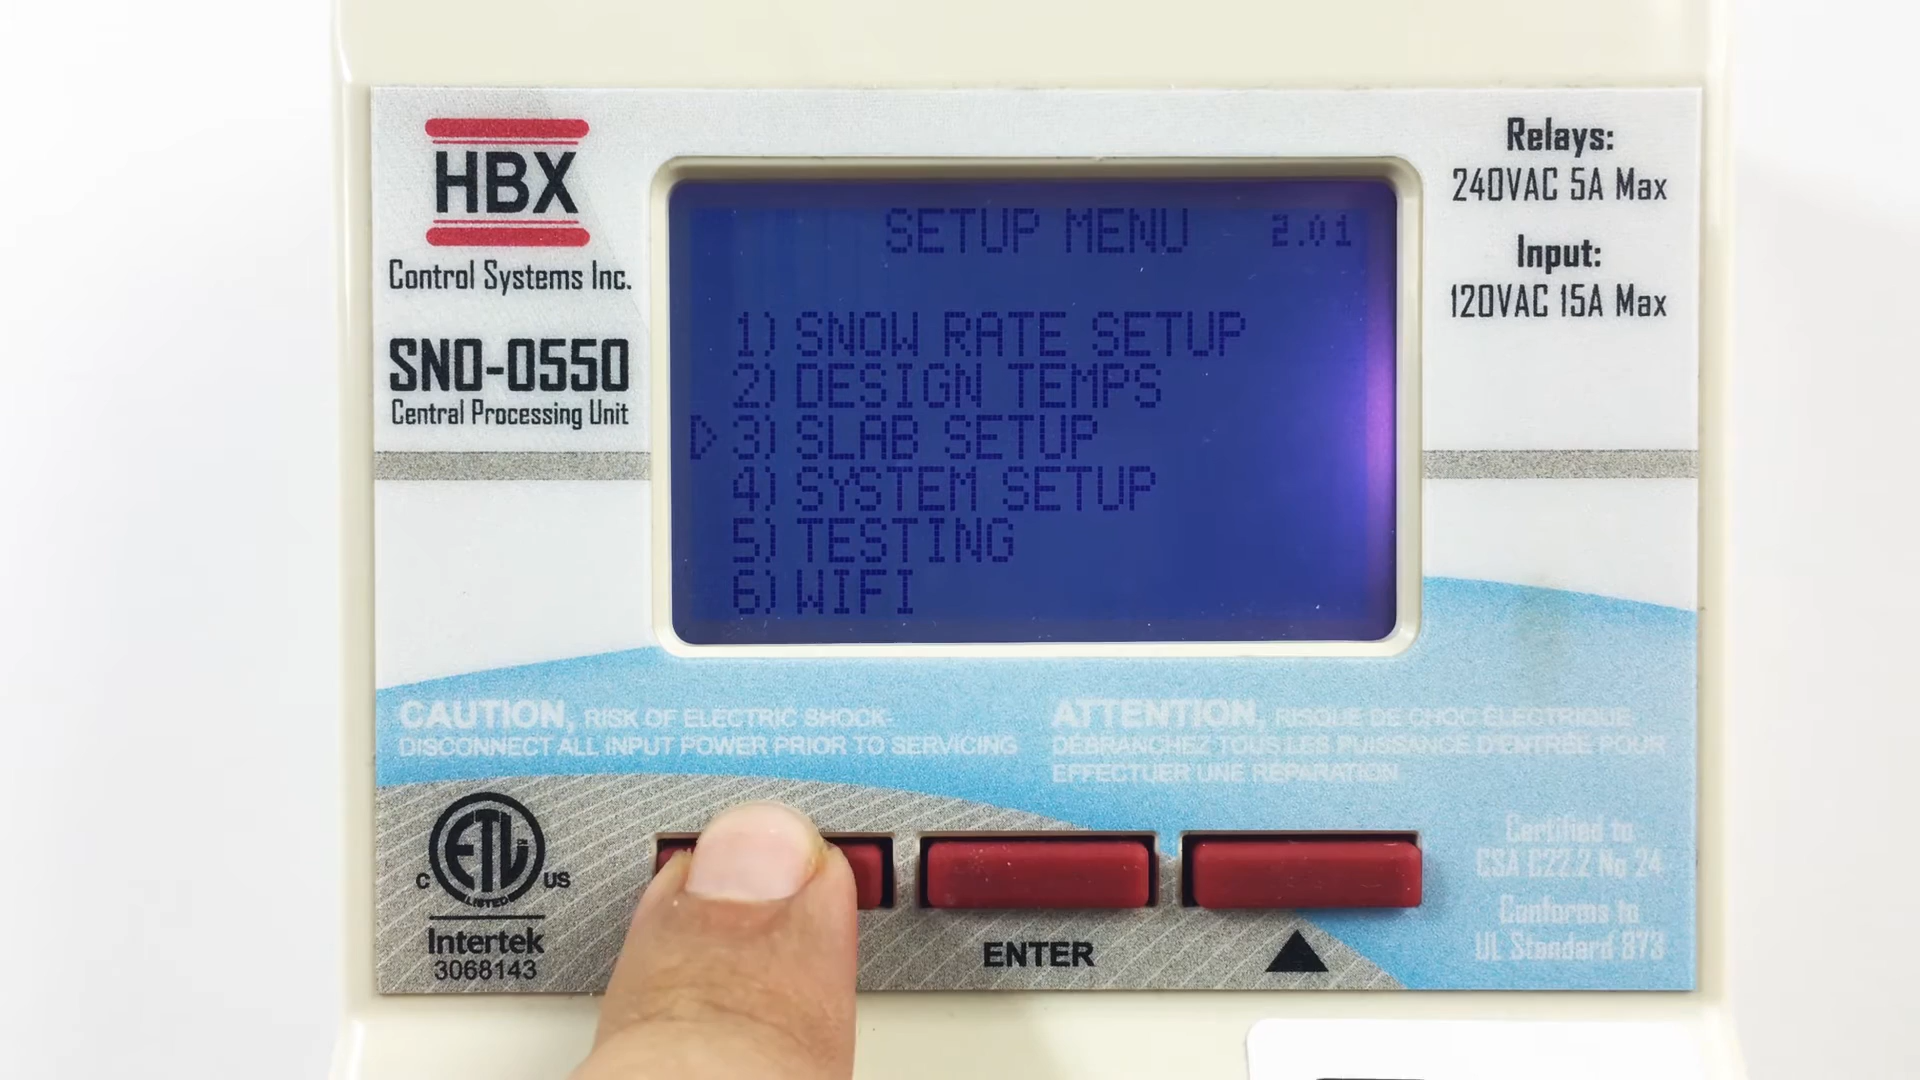 HBX
Control Systems Inc.
SNO-0550
Central Processing Unit
SETUP MENU 2.01
1) SNOW RATE SETUP
2) DESIGN TEMPS
▷ 3) SLAB SETUP
4) SYSTEM SETUP
5) TESTING
6) WIFI
Relays:
240VAC 5A Max
Input:
120VAC 15A Max
CAUTION, RISK OF ELECTRIC SHOCK-
DISCONNECT ALL INPUT POWER PRIOR TO SERVICING
ATTENTION, RISQUE DE CHOC ÉLECTRIQUE
DÉBRANCHEZ TOUS LES PUISSANCE D'ENTRÉE POUR
EFFECTUER UNE RÉPARATION
ETL
C US
LISTED
Intertek
3068143
ENTER
▲
Certified to
CSA C22.2 No 24
Conforms to
UL Standard 873